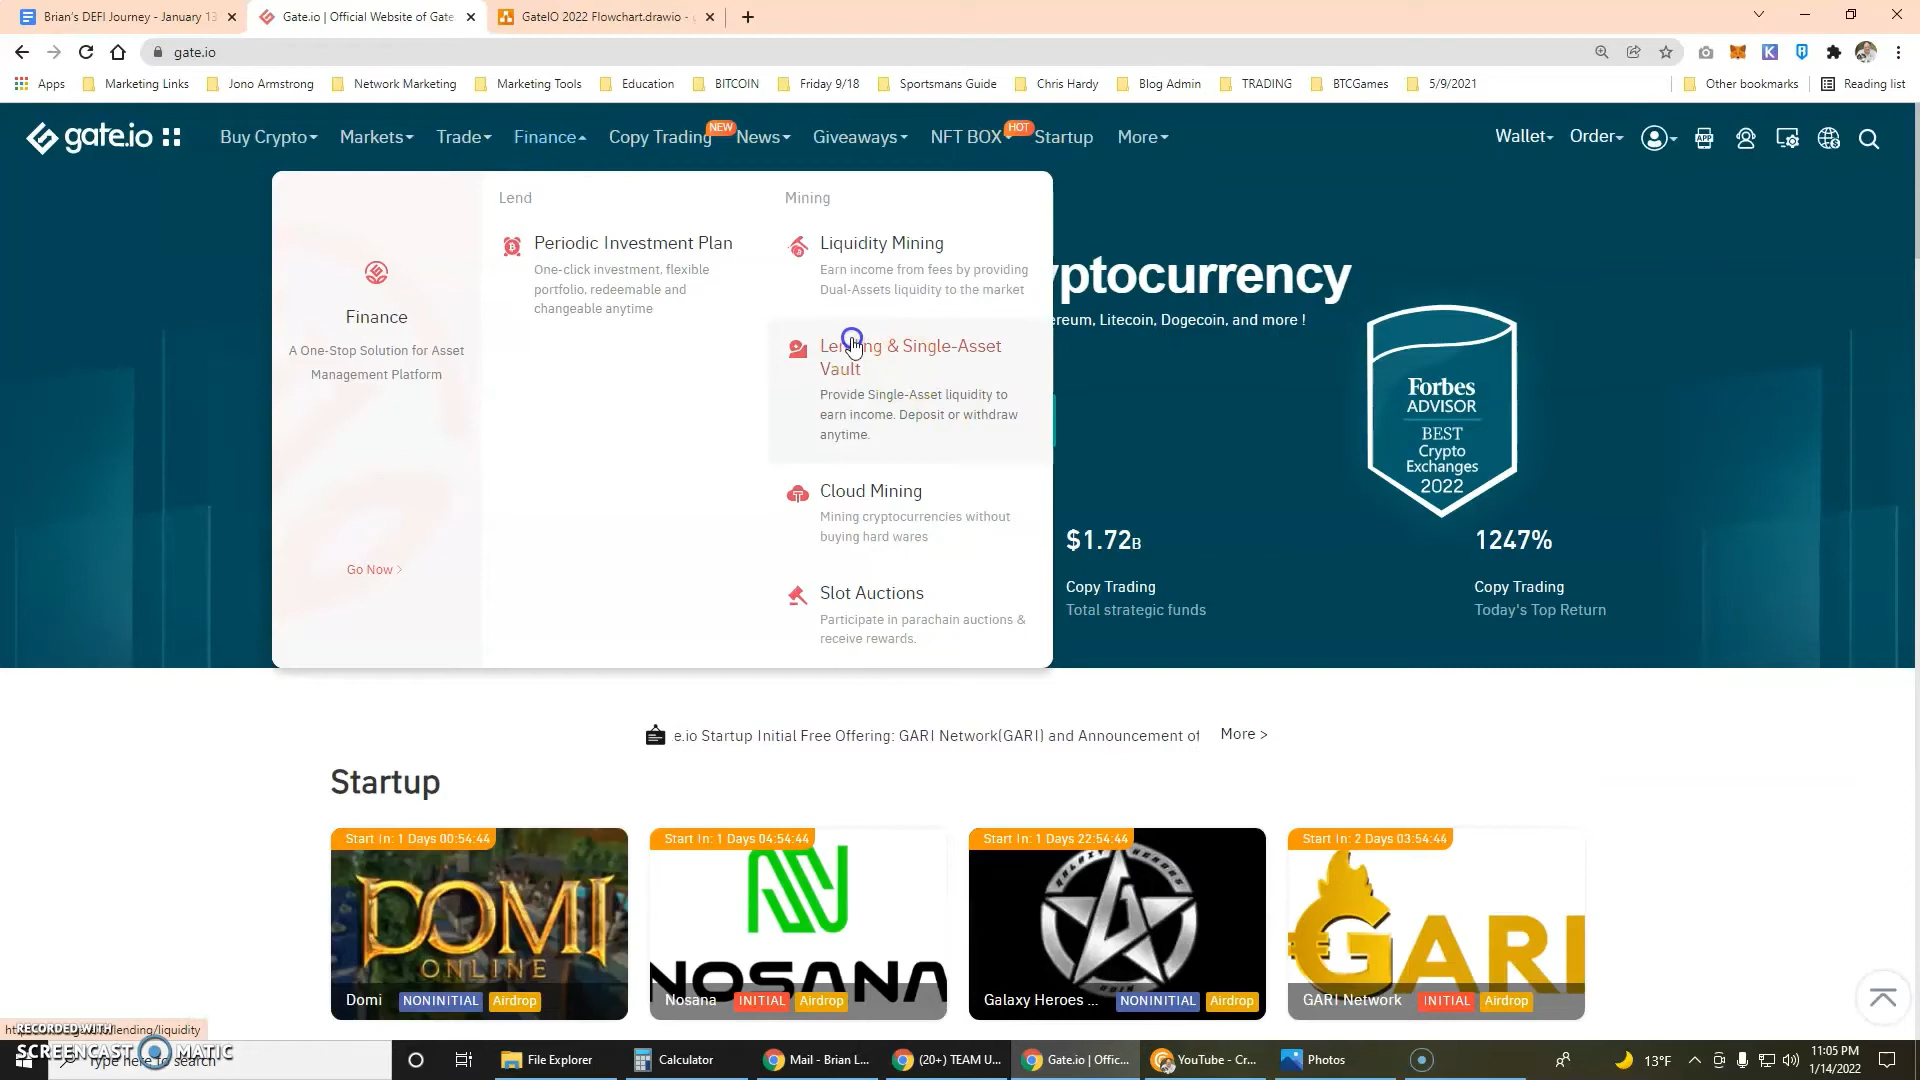 Brian's DEFI Journey - January 13
Gate.io | Official Website of Gate.
GateIO 2022 Flowchart.drawio -
gate.io
Apps
Marketing Links
Jono Armstrong
Network Marketing
Marketing Tools
Education
BITCOIN
Friday 9/18
Sportsmans Guide
Chris Hardy
Blog Admin
TRADING
BTCGames
5/9/2021
Other bookmarks
Reading list
gate.io
Buy Crypto
Markets
Trade
Finance
Copy Trading
NEW
News
Giveaways
NFT BOX
HOT
Startup
More
Wallet
Order
APP
Finance
A One-Stop Solution for Asset
Management Platform
Go Now >
Lend
Periodic Investment Plan
One-click investment, flexible
portfolio, redeemable and
changeable anytime
Mining
Liquidity Mining
Earn income from fees by providing
Dual-Assets liquidity to the market
Lending & Single-Asset
Vault
Provide Single-Asset liquidity to
earn income. Deposit or withdraw
anytime.
Cloud Mining
Mining cryptocurrencies without
buying hard wares
Slot Auctions
Participate in parachain auctions &
receive rewards.
yptocurrency
ereum, Litecoin, Dogecoin, and more !
Forbes
ADVISOR
BEST
Crypto
Exchanges
2022
$1.72B
Copy Trading
Total strategic funds
1247%
Copy Trading
Today's Top Return
e.io Startup Initial Free Offering: GARI Network(GARI) and Announcement of
More >
Startup
Start In: 1 Days 00:54:44
DOMI
ONLINE
Domi NONINITIAL Airdrop
Start In: 1 Days 04:54:44
NOSANA
Nosana INITIAL Airdrop
Start In: 1 Days 22:54:44
GALAXY HEROES
Galaxy Heroes ... NONINITIAL Airdrop
Start In: 2 Days 03:54:44
GARI
GARI Network INITIAL Airdrop
/lending/liquidity
RECORDED WITH
SCREENCAST MATIC
Type here to search
File Explorer
Calculator
Mail - Brian L...
(20+) TEAM U...
Gate.io | Offic...
YouTube - Cr...
Photos
13°F
11:05 PM
1/14/2022